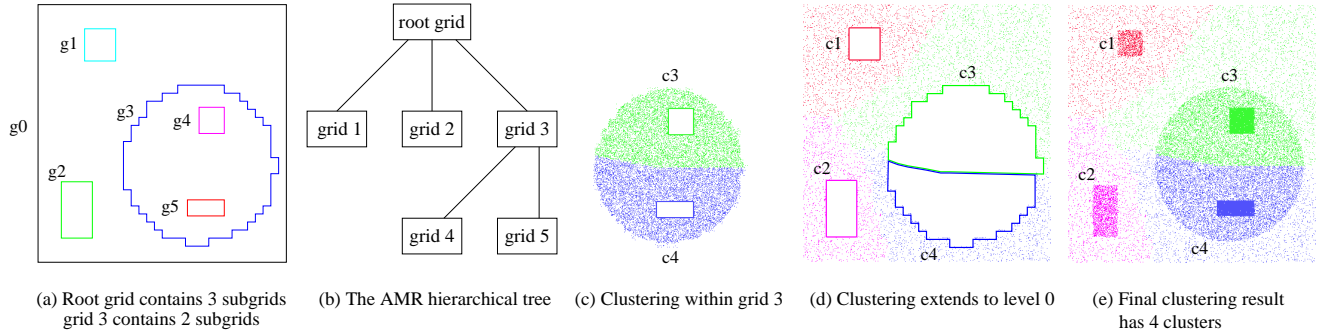 g0
g1
g2
g3
g4
g5
root grid
grid 1
grid 2
grid 3
grid 4
grid 5
c3
c4
c1
c2
c3
c4
c1
c2
c3
c4
(a) Root grid contains 3 subgrids
grid 3 contains 2 subgrids
(b) The AMR hierarchical tree
(c) Clustering within grid 3
(d) Clustering extends to level 0
(e) Final clustering result
has 4 clusters